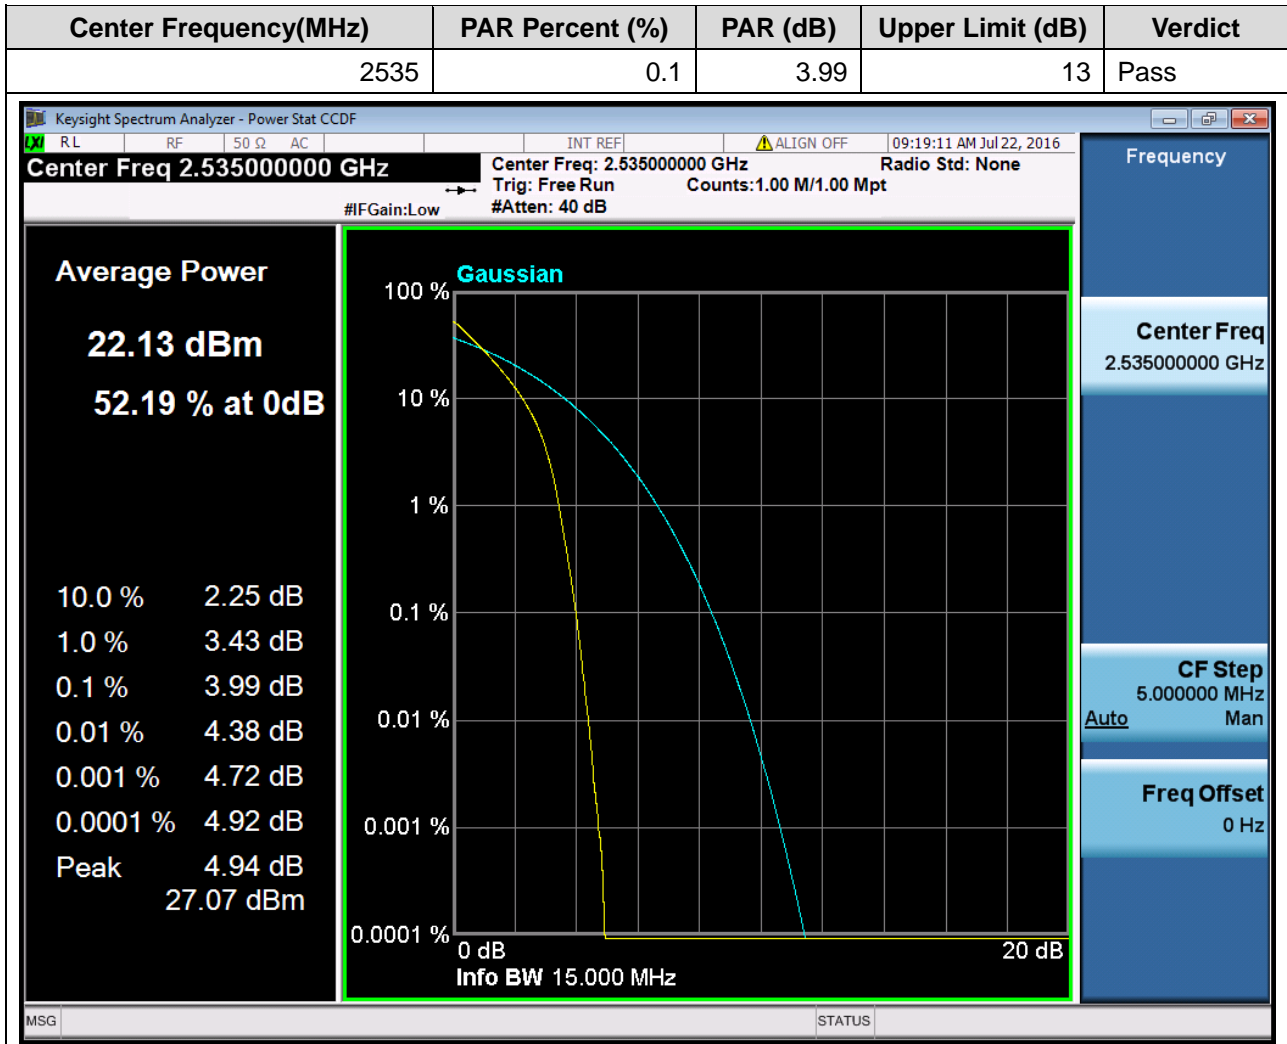 Center Frequency(MHz) PAR Percent (%) PAR (dB) Upper Limit (dB) Verdict
2535 0.1 3.99 13 Pass
Keysight Spectrum Analyzer - Power Stat CCDF
LXI RL RF 50 Ω AC INT REF ALIGN OFF 09:19:11 AM Jul 22, 2016
Center Freq 2.535000000 GHz
#IFGain:Low
Center Freq: 2.535000000 GHz Radio Std: None
Trig: Free Run Counts:1.00 M/1.00 Mpt
#Atten: 40 dB
Average Power
22.13 dBm
52.19 % at 0dB
10.0 % 2.25 dB
1.0 % 3.43 dB
0.1 % 3.99 dB
0.01 % 4.38 dB
0.001 % 4.72 dB
0.0001 % 4.92 dB
Peak 4.94 dB
27.07 dBm
Gaussian
100 %
10 %
1 %
0.1 %
0.01 %
0.001 %
0.0001 %
0 dB 20 dB
Info BW 15.000 MHz
Frequency
Center Freq
2.535000000 GHz
CF Step
5.000000 MHz
Auto Man
Freq Offset
0 Hz
MSG STATUS